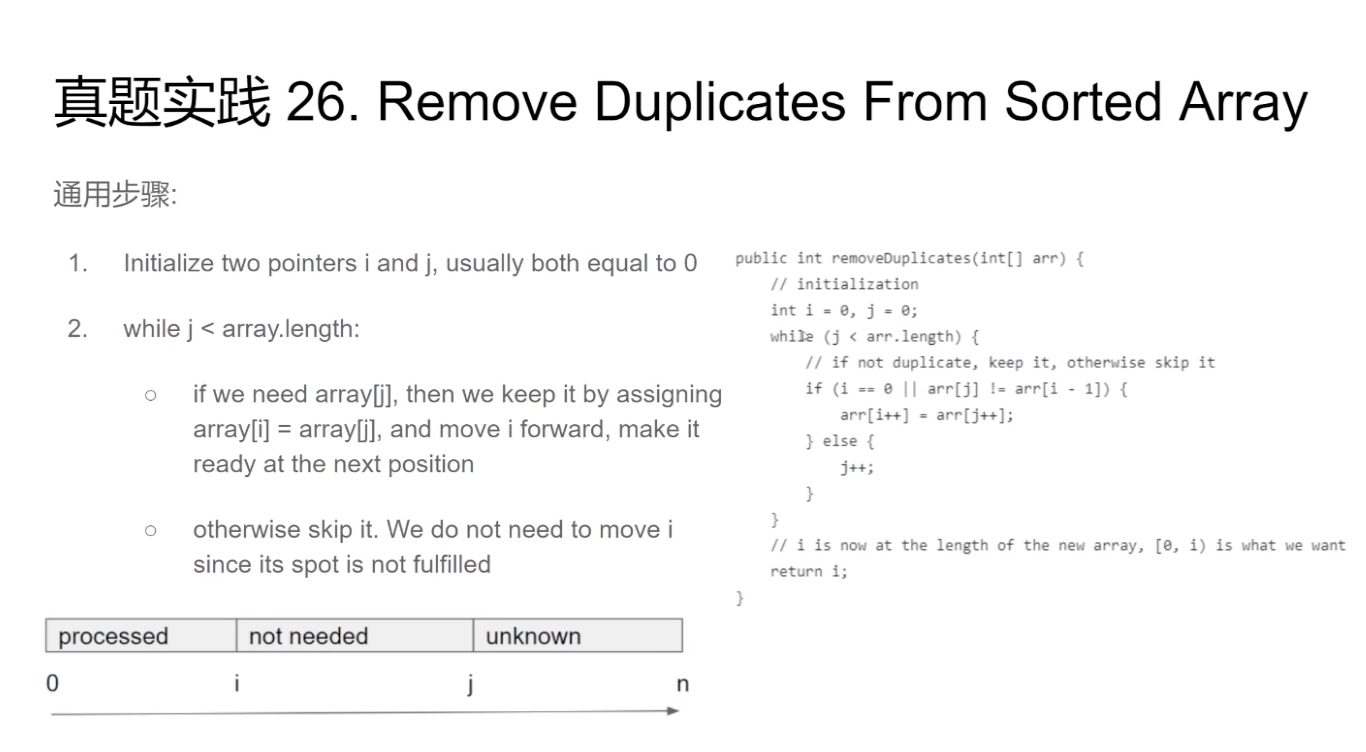 真题实践 26. Remove Duplicates From Sorted Array
通用步骤:
1. Initialize two pointers i and j, usually both equal to 0
2. while j < array.length:
○ if we need array[j], then we keep it by assigning
array[i] = array[j], and move i forward, make it
ready at the next position
○ otherwise skip it. We do not need to move i
since its spot is not fulfilled
processed not needed unknown
0 i j n
public int removeDuplicates(int[] arr) {
// initialization
int i = 0, j = 0;
while (j < arr.length) {
// if not duplicate, keep it, otherwise skip it
if (i == 0 || arr[j] != arr[i - 1]) {
arr[i++] = arr[j++];
} else {
j++;
}
}
// i is now at the length of the new array, [0, i) is what we want
return i;
}